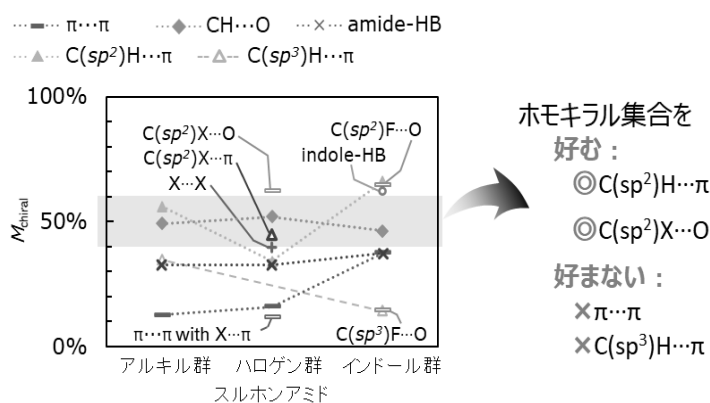 π⋯π CH⋯O amide-HB
C(sp²)H⋯π C(sp³)H⋯π
100%
50%
0%
Mchiral
C(sp²)X⋯O
C(sp²)X⋯π
X⋯X
C(sp²)F⋯O
indole-HB
π⋯π with X⋯π
C(sp³)F⋯O
アルキル群 ハロゲン群 インドール群
スルホンアミド
ホモキラル集合を
好む：
◎C(sp²)H⋯π
◎C(sp²)X⋯O
好まない：
×π⋯π
×C(sp³)H⋯π